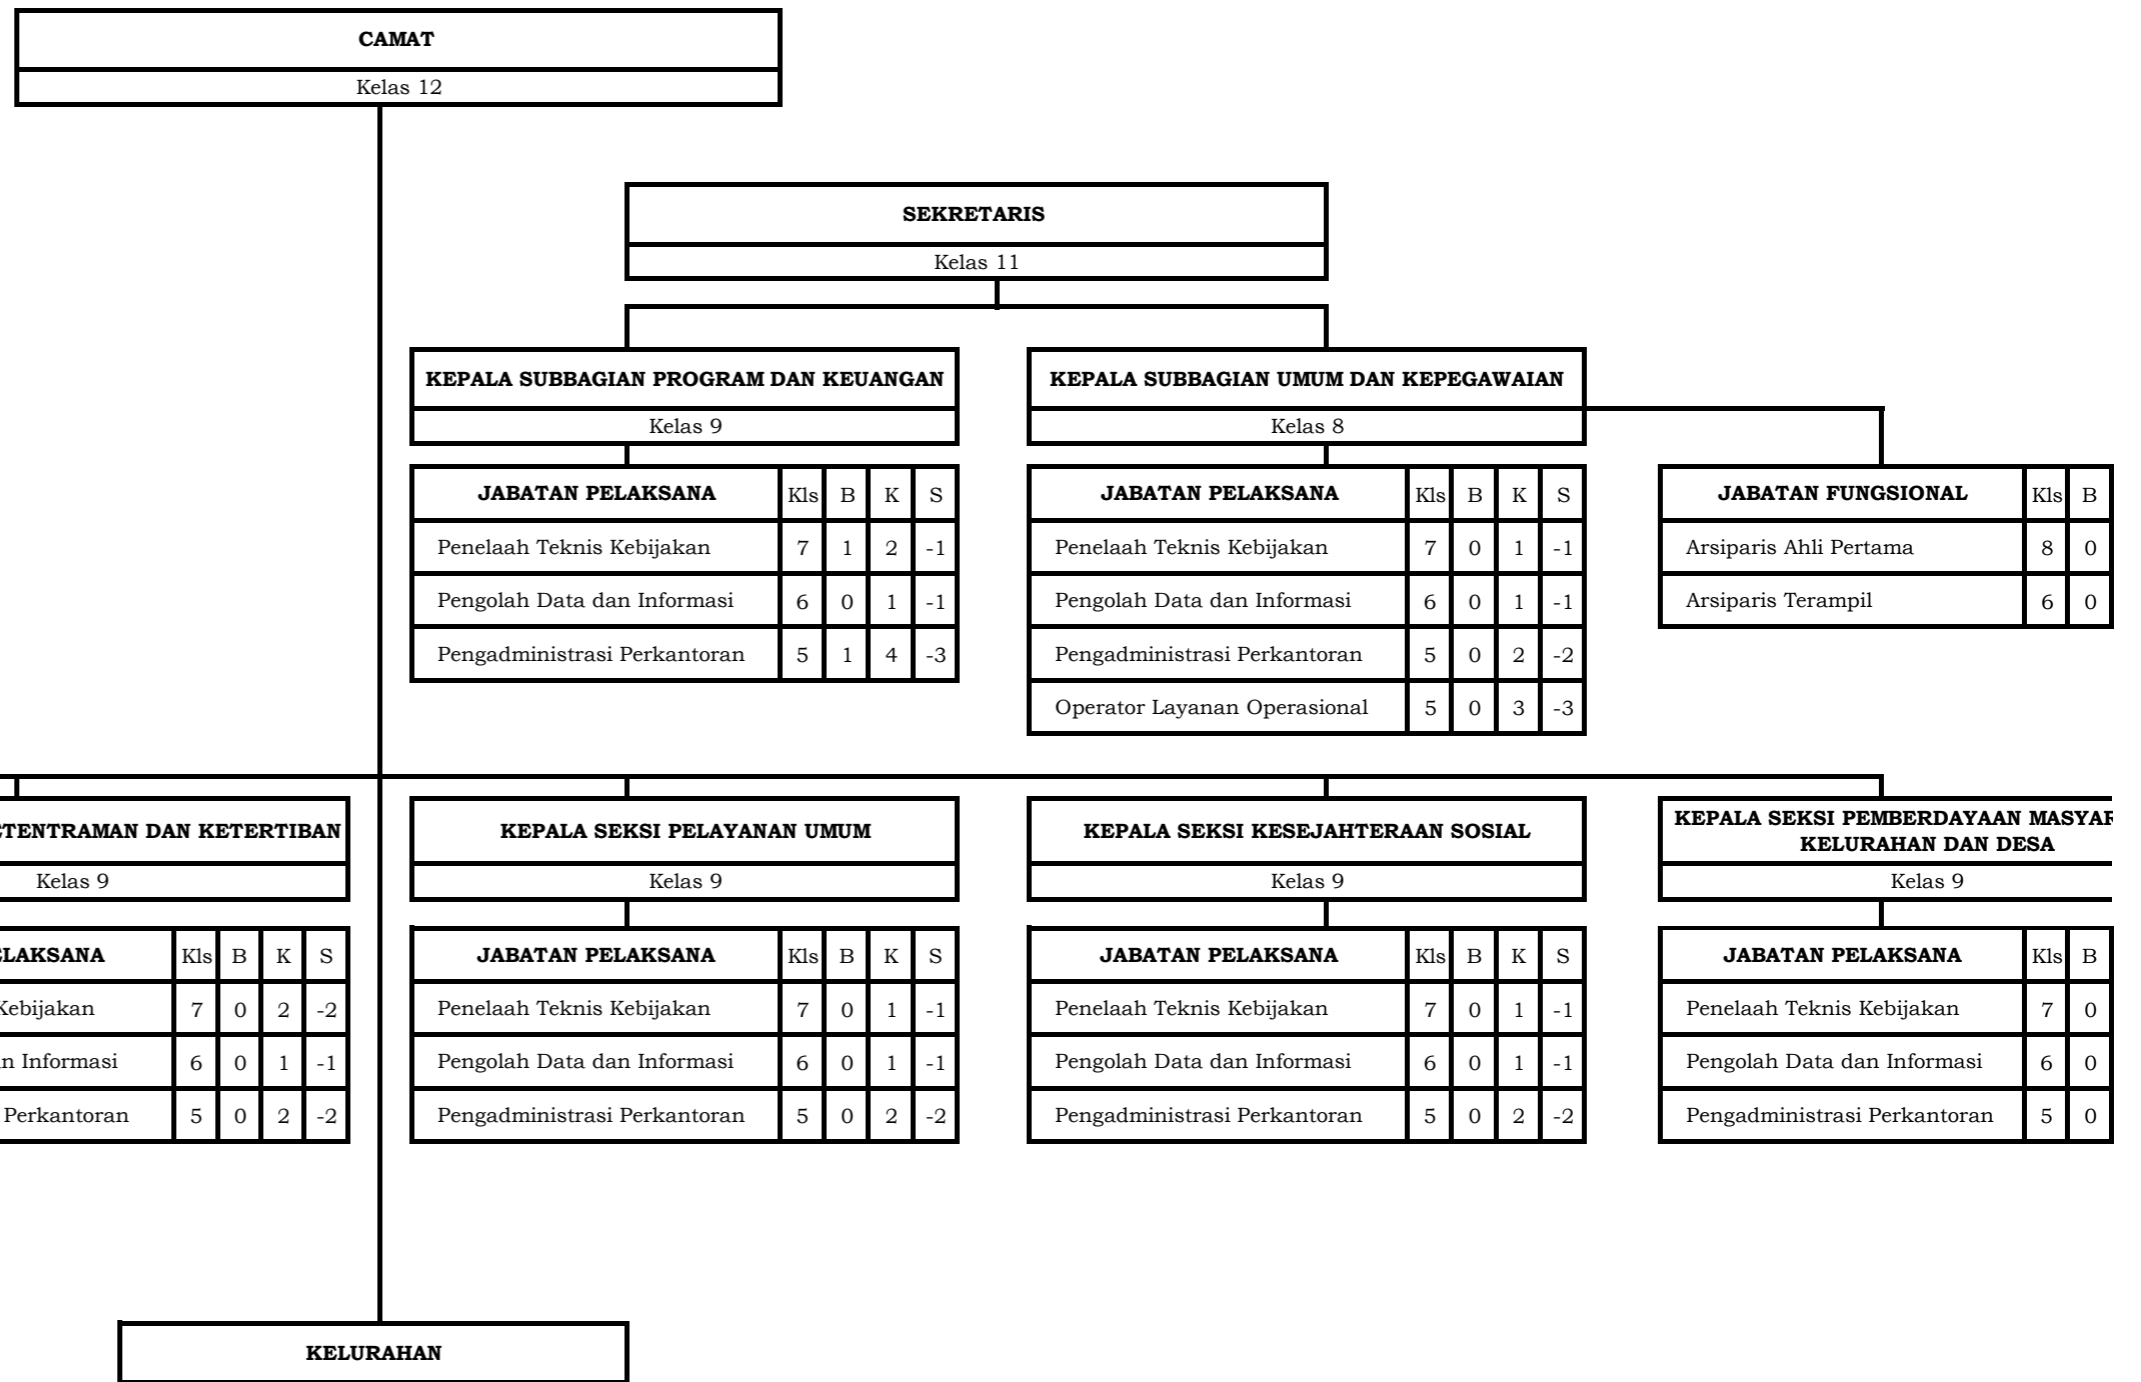 CAMAT
Kelas 12
SEKRETARIS
Kelas 11
KEPALA SUBBAGIAN PROGRAM DAN KEUANGAN
Kelas 9
JABATAN PELAKSANA Kls B K S
Penelaah Teknis Kebijakan 7 1 2 -1
Pengolah Data dan Informasi 6 0 1 -1
Pengadministrasi Perkantoran 5 1 4 -3
KEPALA SUBBAGIAN UMUM DAN KEPEGAWAIAN
Kelas 8
JABATAN PELAKSANA Kls B K S
Penelaah Teknis Kebijakan 7 0 1 -1
Pengolah Data dan Informasi 6 0 1 -1
Pengadministrasi Perkantoran 5 0 2 -2
Operator Layanan Operasional 5 0 3 -3
JABATAN FUNGSIONAL Kls B
Arsiparis Ahli Pertama 8 0
Arsiparis Terampil 6 0
DAN KETERTIBAN
Kelas 9
Kls B K S
Kebijakan 7 0 2 -2
Informasi 6 0 1 -1
Perkantoran 5 0 2 -2
KEPALA SEKSI PELAYANAN UMUM
Kelas 9
JABATAN PELAKSANA Kls B K S
Penelaah Teknis Kebijakan 7 0 1 -1
Pengolah Data dan Informasi 6 0 1 -1
Pengadministrasi Perkantoran 5 0 2 -2
KEPALA SEKSI KESEJAHTERAAN SOSIAL
Kelas 9
JABATAN PELAKSANA Kls B K S
Penelaah Teknis Kebijakan 7 0 1 -1
Pengolah Data dan Informasi 6 0 1 -1
Pengadministrasi Perkantoran 5 0 2 -2
KEPALA SEKSI PEMBERDAYAAN
KELURAHAN DAN DESA
Kelas 9
JABATAN PELAKSANA Kls B
Penelaah Teknis Kebijakan 7 0
Pengolah Data dan Informasi 6 0
Pengadministrasi Perkantoran 5 0
KELURAHAN